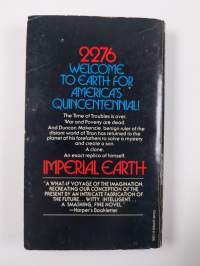 2276
WELCOME
TO EARTH FOR
AMERICA'S
QUINCENTENNIAL!
The Time of Troubles is over.
War and Poverty are dead.
And Duncan Makenzie, benign ruler of the
distant world of Titan has returned to the
planet of his forefathers to solve a mystery
and create a son.
A clone.
An exact replica of himself.
IMPERIAL EARTH
"A WHAT-IF VOYAGE OF THE IMAGINATION,
RECREATING OUR CONCEPTION OF THE
PRESENT BY AN INTRICATE FABRICATION OF
THE FUTURE... WITTY, INTELLIGENT...
A SMASHING, FINE NOVEL."
—Harper's Bookletter